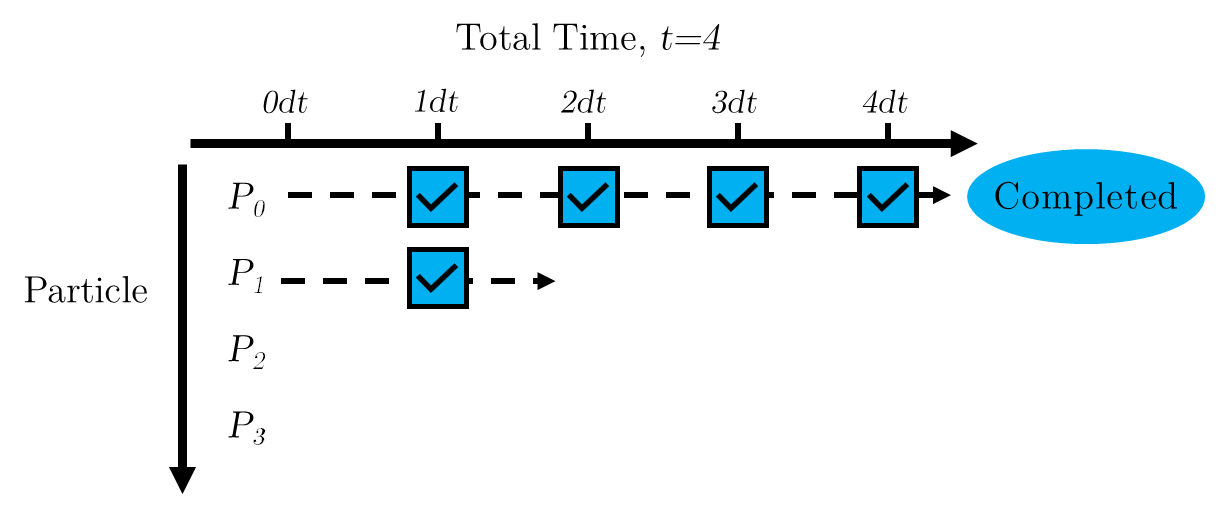 Total Time, t=4
0dt 1dt 2dt 3dt 4dt
P0 Completed
P1
Particle
P2
P3